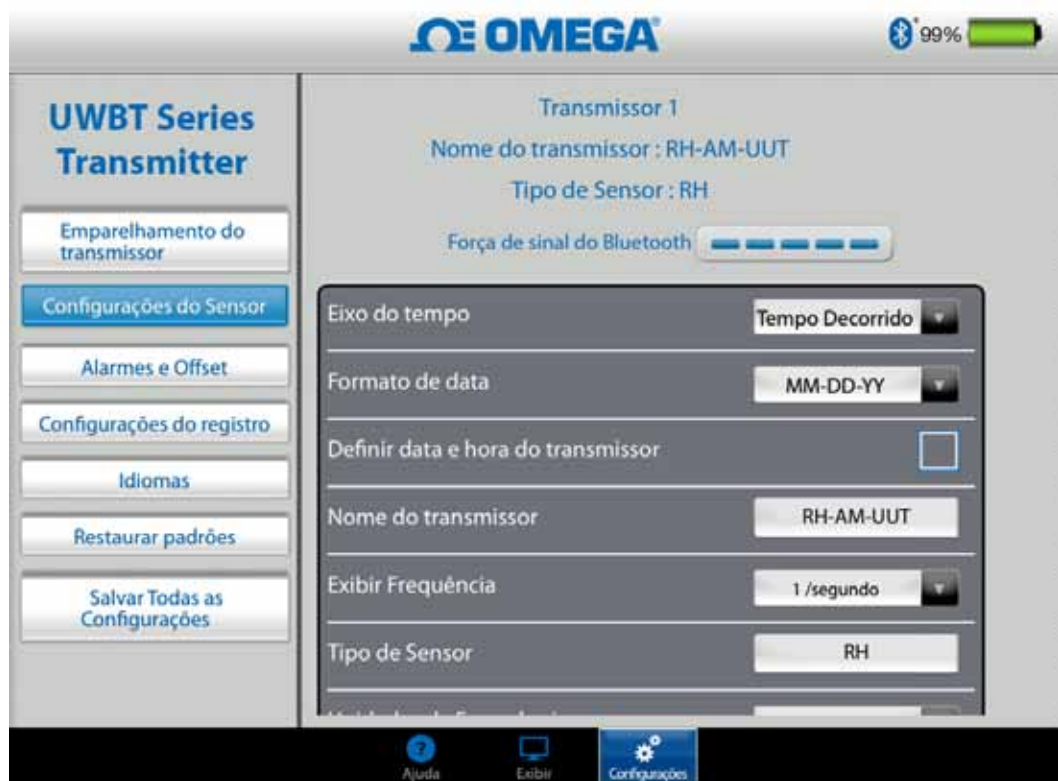 OMEGA®
99%
UWBT Series
Transmitter
Emparelhamento do
transmissor
Configurações do Sensor
Alarmes e Offset
Configurações do registro
Idiomas
Restaurar padrões
Salvar Todas as
Configurações
Transmissor 1
Nome do transmissor : RH-AM-UUT
Tipo de Sensor : RH
Força de sinal do Bluetooth
Eixo do tempo
Tempo Decorrido
Formato de data
MM-DD-YY
Definir data e hora do transmissor
Nome do transmissor
RH-AM-UUT
Exibir Frequência
1 /segundo
Tipo de Sensor
RH
Ajuda
Exibir
Configurações